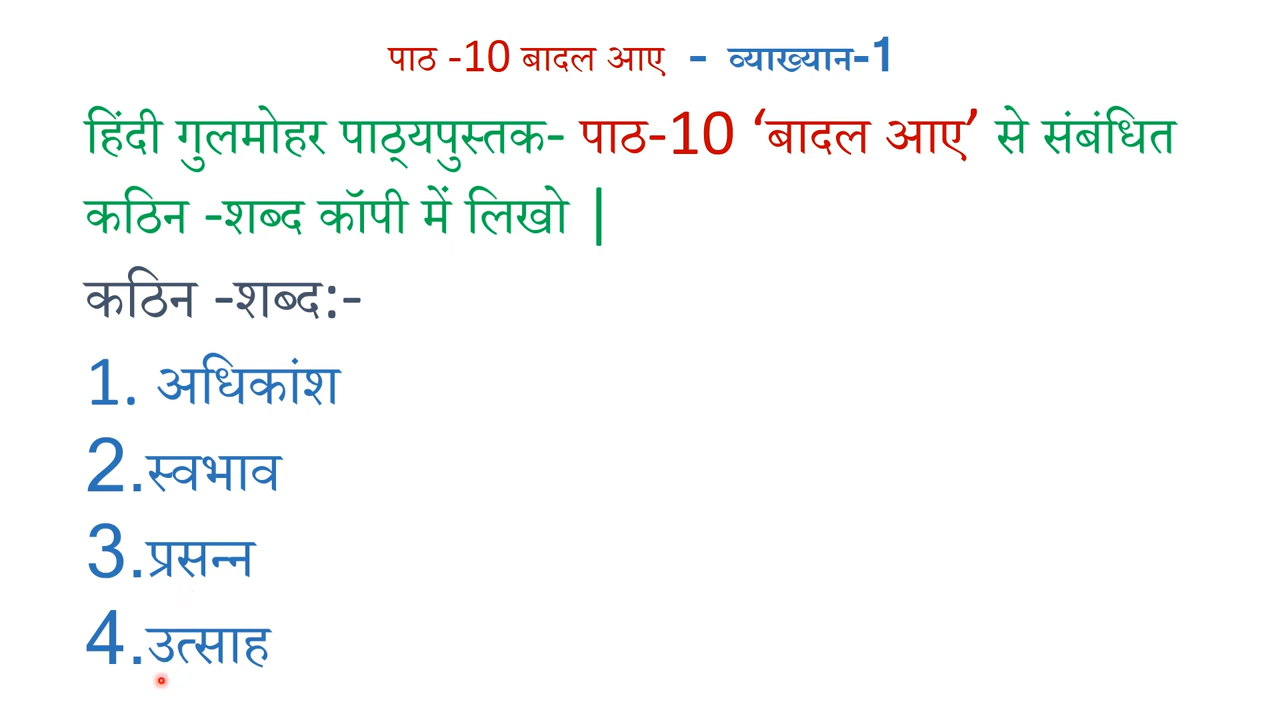 पाठ -10 बादल आए - व्याख्यान-1
हिंदी गुलमोहर पाठ्यपुस्तक- पाठ-10 ‘बादल आए’ से संबंधित
कठिन -शब्द कॉपी में लिखो |
कठिन -शब्द:-
1. अधिकांश
2.स्वभाव
3.प्रसन्न
4.उत्साह